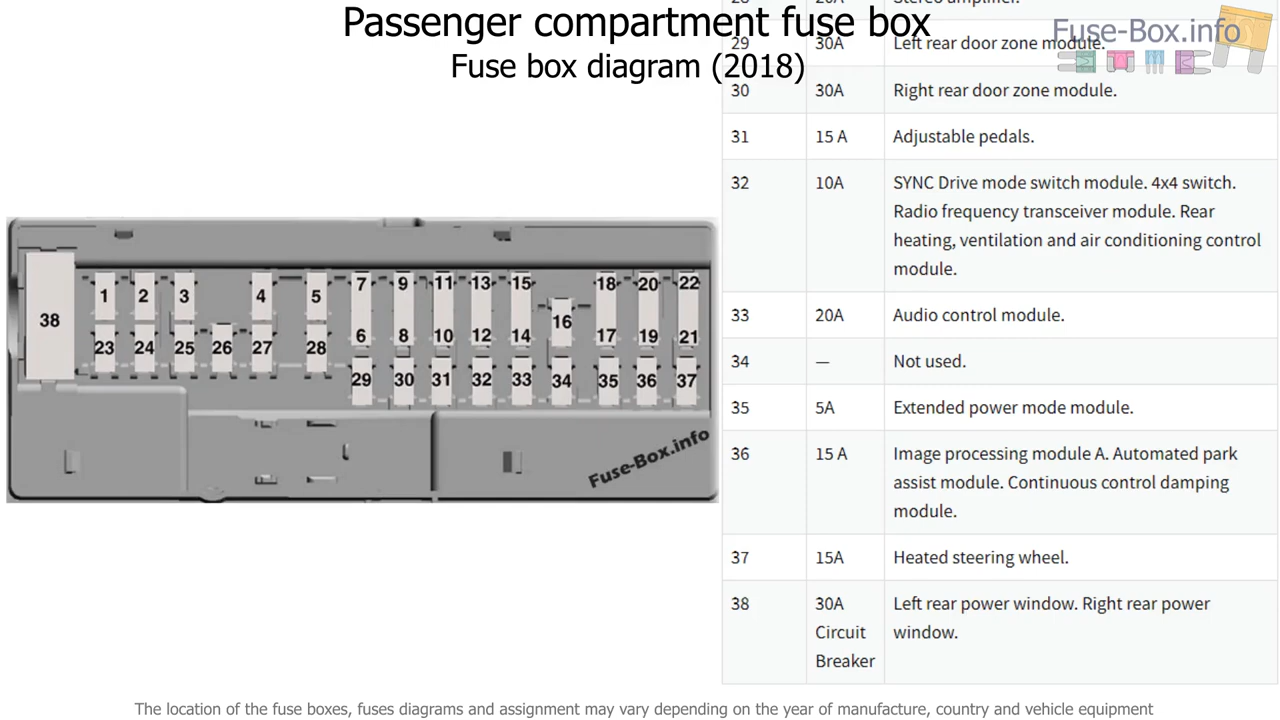 Passenger compartment fuse box
Fuse box diagram (2018)
Fuse-Box.info
38
1 2 3 4 5 7 9 11 13 15 18 20 22
16
23 24 25 26 27 28 6 8 10 12 14 17 19 21
29 30 31 32 33 34 35 36 37
Fuse-Box.info
28 20A Stereo amplifier.
29 30A Left rear door zone module.
30 30A Right rear door zone module.
31 15 A Adjustable pedals.
32 10A SYNC Drive mode switch module. 4x4 switch.
Radio frequency transceiver module. Rear
heating, ventilation and air conditioning control
module.
33 20A Audio control module.
34 — Not used.
35 5A Extended power mode module.
36 15 A Image processing module A. Automated park
assist module. Continuous control damping
module.
37 15A Heated steering wheel.
38 30A Left rear power window. Right rear power
Circuit window.
Breaker
The location of the fuse boxes, fuses diagrams and assignment may vary depending on the year of manufacture, country and vehicle equipment